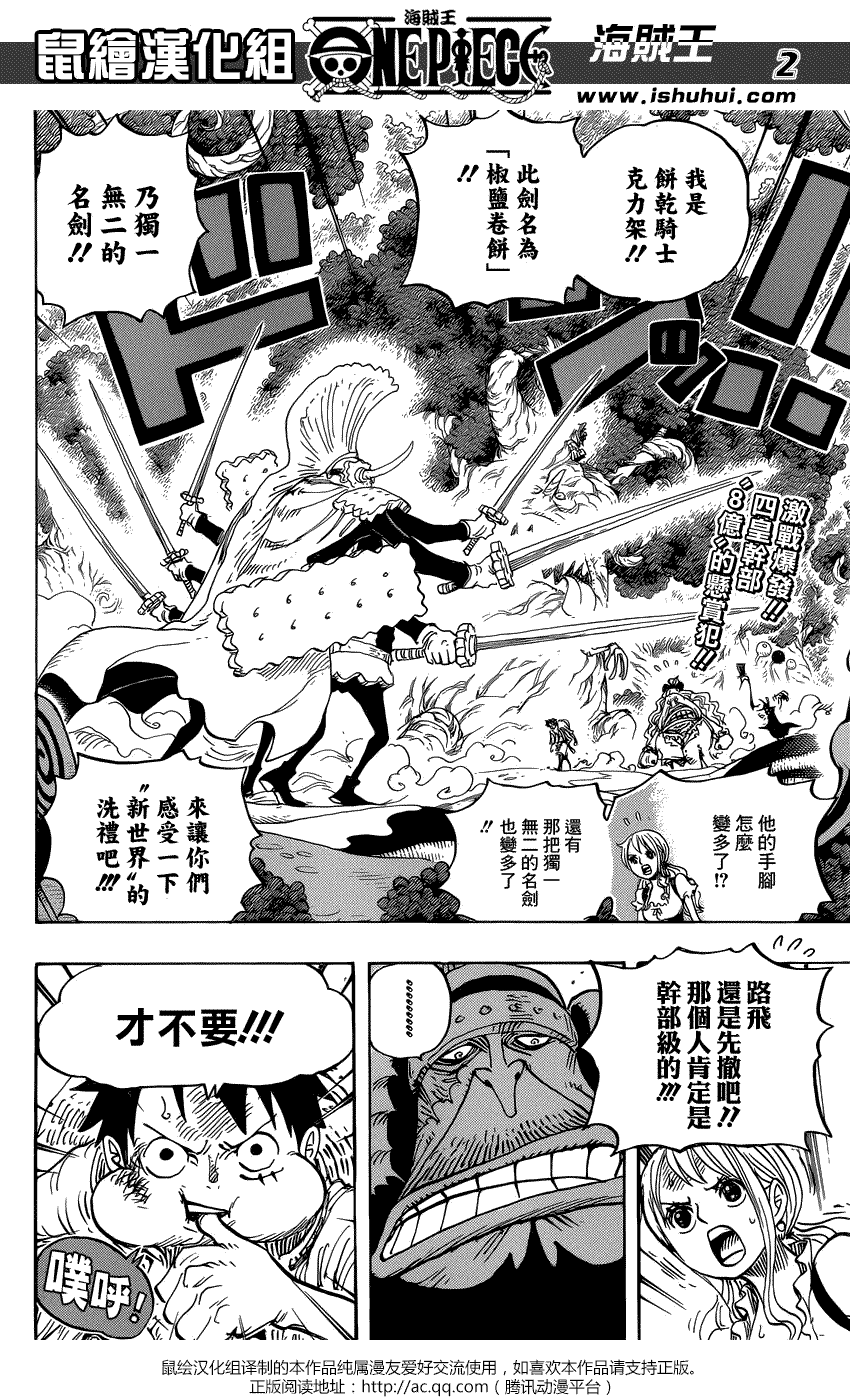 鼠繪漢化組
海賊王
ONE PIECE
海賊王
2
www.ishuhui.com
我是
餅乾騎士
克力架!!
此劍名為
「椒鹽卷餅」
!!
乃獨一
無二的
名劍!!
ドドン!!
激戰爆發!!
四皇幹部
〝8億〞的懸賞犯!!
他的手腳
怎麼
變多了!?
還有
那把獨一
無二的名劍
也變多了
!!
來讓你們
感受一下
〝新世界〞的
洗禮吧!!!
路飛
還是先撤吧!!
那個人肯定是
幹部級的!!!
………
才不要!!!
噗呼!
鼠绘汉化组译制的本作品纯属漫友爱好交流使用，如喜欢本作品请支持正版。
正版阅读地址：http://ac.qq.com（腾讯动漫平台）